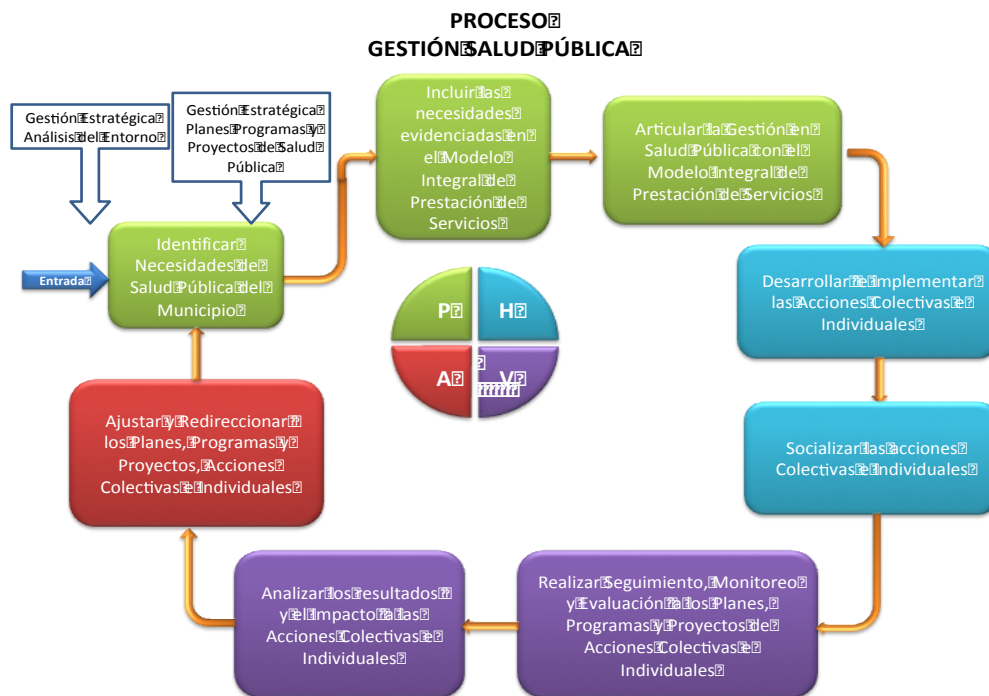 PROCESO
GESTIÓN SALUD PÚBLICA
Gestión Estratégica
Análisis del Entorno
Gestión Estratégica
Planes Programas y
Proyectos de Salud
Pública
Entrada
Identificar
Necesidades de
Salud Pública del
Municipio
Incluir las
necesidades
evidenciadas en
el Modelo
Integral de
Prestación de
Servicios
Articular la Gestión en
Salud Pública con el
Modelo Integral de
Prestación de Servicios
Desarrollar e Implementar
las Acciones Colectivas e
Individuales
Socializar las acciones
Colectivas e Individuales
Realizar Seguimiento, Monitoreo
y Evaluación a los Planes,
Programas y Proyectos de
Acciones Colectivas e
Individuales
Analizar los resultados
y el Impacto a las
Acciones Colectivas e
Individuales
Ajustar y Redireccionar
los Planes, Programas y
Proyectos, Acciones
Colectivas e Individuales
P
H
A
V